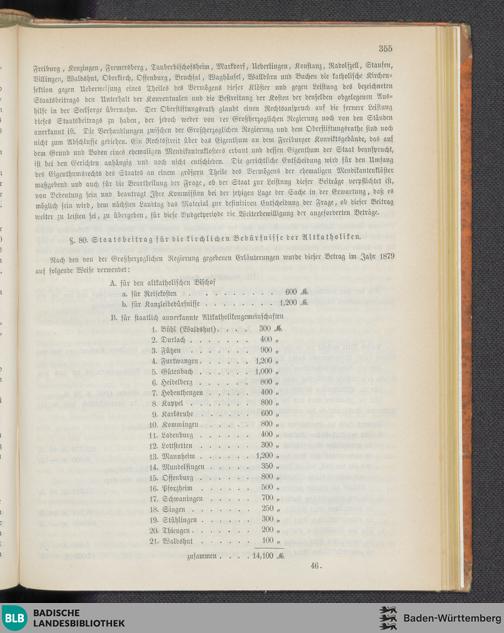 355
Freiburg, Kenzingen, Fremersberg, Tauberbischofsheim, Markdorf, Ueberlingen, Konstanz, Radolfzell, Staufen,
Villingen, Waldshut, Oberkirch, Offenburg, Bruchsal, Waghäusel, Walldürn und Buchen die katholische Kirchen-
sektion gegen Ueberweisung eines Theiles des Vermögens dieser Klöster und gegen Leistung des bezeichneten
Staatsbeitrags den Unterhalt der Konventualen und die Bestreitung der Kosten der denselben obgelegenen Aus-
hilfe in der Seelsorge übernahm. Der Oberstiftungsrath glaubt einen Rechtsanspruch auf die fernere Leistung
dieses Staatsbeitrags zu haben, der jedoch weder von der Großherzoglichen Regierung noch von den Ständen
anerkannt ist. Die Verhandlungen zwischen der Großherzoglichen Regierung und dem Oberstiftungsrathe sind noch
nicht zum Abschlusse gediehen. Ein Rechtsstreit über das Eigenthum an dem Freiburger Konviktsgebäude, das auf
dem Grund und Boden eines ehemaligen Mendikantenklosters erbaut und dessen Eigenthum der Staat beansprucht,
ist bei den Gerichten anhängig und noch nicht entschieden. Die gerichtliche Entscheidung wird für den Umfang
des Eigenthumsrechts des Staates an einem größern Theile des Vermögens der ehemaligen Mendikantenklöster
maßgebend und auch für die Beurtheilung der Frage, ob der Staat zur Leistung dieser Beiträge verpflichtet ist,
von Bedeutung sein und beantragt Ihre Kommission bei der jetzigen Lage der Sache in der Erwartung, daß es
möglich sein wird, dem nächsten Landtag das Material zur definitiven Entscheidung der Frage, ob dieser Beitrag
weiter zu leisten sei, zu übergeben, für diese Budgetperiode die Weiterbewilligung der angeforderten Beträge.
§. 80. Staatsbeitrag für die kirchlichen Bedürfnisse der Altkatholiken.
Nach den von der Großherzoglichen Regierung gegebenen Erläuterungen wurde dieser Betrag im Jahr 1879
auf folgende Weise verwendet:
A. für den altkatholischen Bischof
a. für Reisekosten . . . . . . . . . 600 ℳ
b. für Kanzleibedürfnisse . . . . . . . . 1,200 ℳ
B. für staatlich anerkannte Altkatholikengemeinschaften
1. Bühl (Waldshut) . . . . 300 ℳ
2. Durlach . . . . . . . 400 „
3. Fützen . . . . . . . 900 „
4. Furtwangen . . . . . . 1,200 „
5. Gütenbach . . . . . . 1,000 „
6. Heidelberg . . . . . . 800 „
7. Hohenthengen . . . . . 400 „
8. Kappel . . . . . . . 800 „
9. Karlsruhe . . . . . . 600 „
10. Kommingen . . . . . . 800 „
11. Ladenburg . . . . . . 400 „
12. Lottstetten . . . . . . 300 „
13. Mannheim . . . . . . 1,200 „
14. Mundelfingen . . . . . 350 „
15. Offenburg . . . . . . 800 „
16. Pforzheim . . . . . . 500 „
17. Schwaningen . . . . . 700 „
18. Singen . . . . . . . 250 „
19. Stühlingen . . . . . . 300 „
20. Thiengen . . . . . . . 200 „
21. Waldshut . . . . . . 100 „
zusammen . . . . 14,100 ℳ
46.
BLB
BADISCHE
LANDESBIBLIOTHEK
Baden-Württemberg